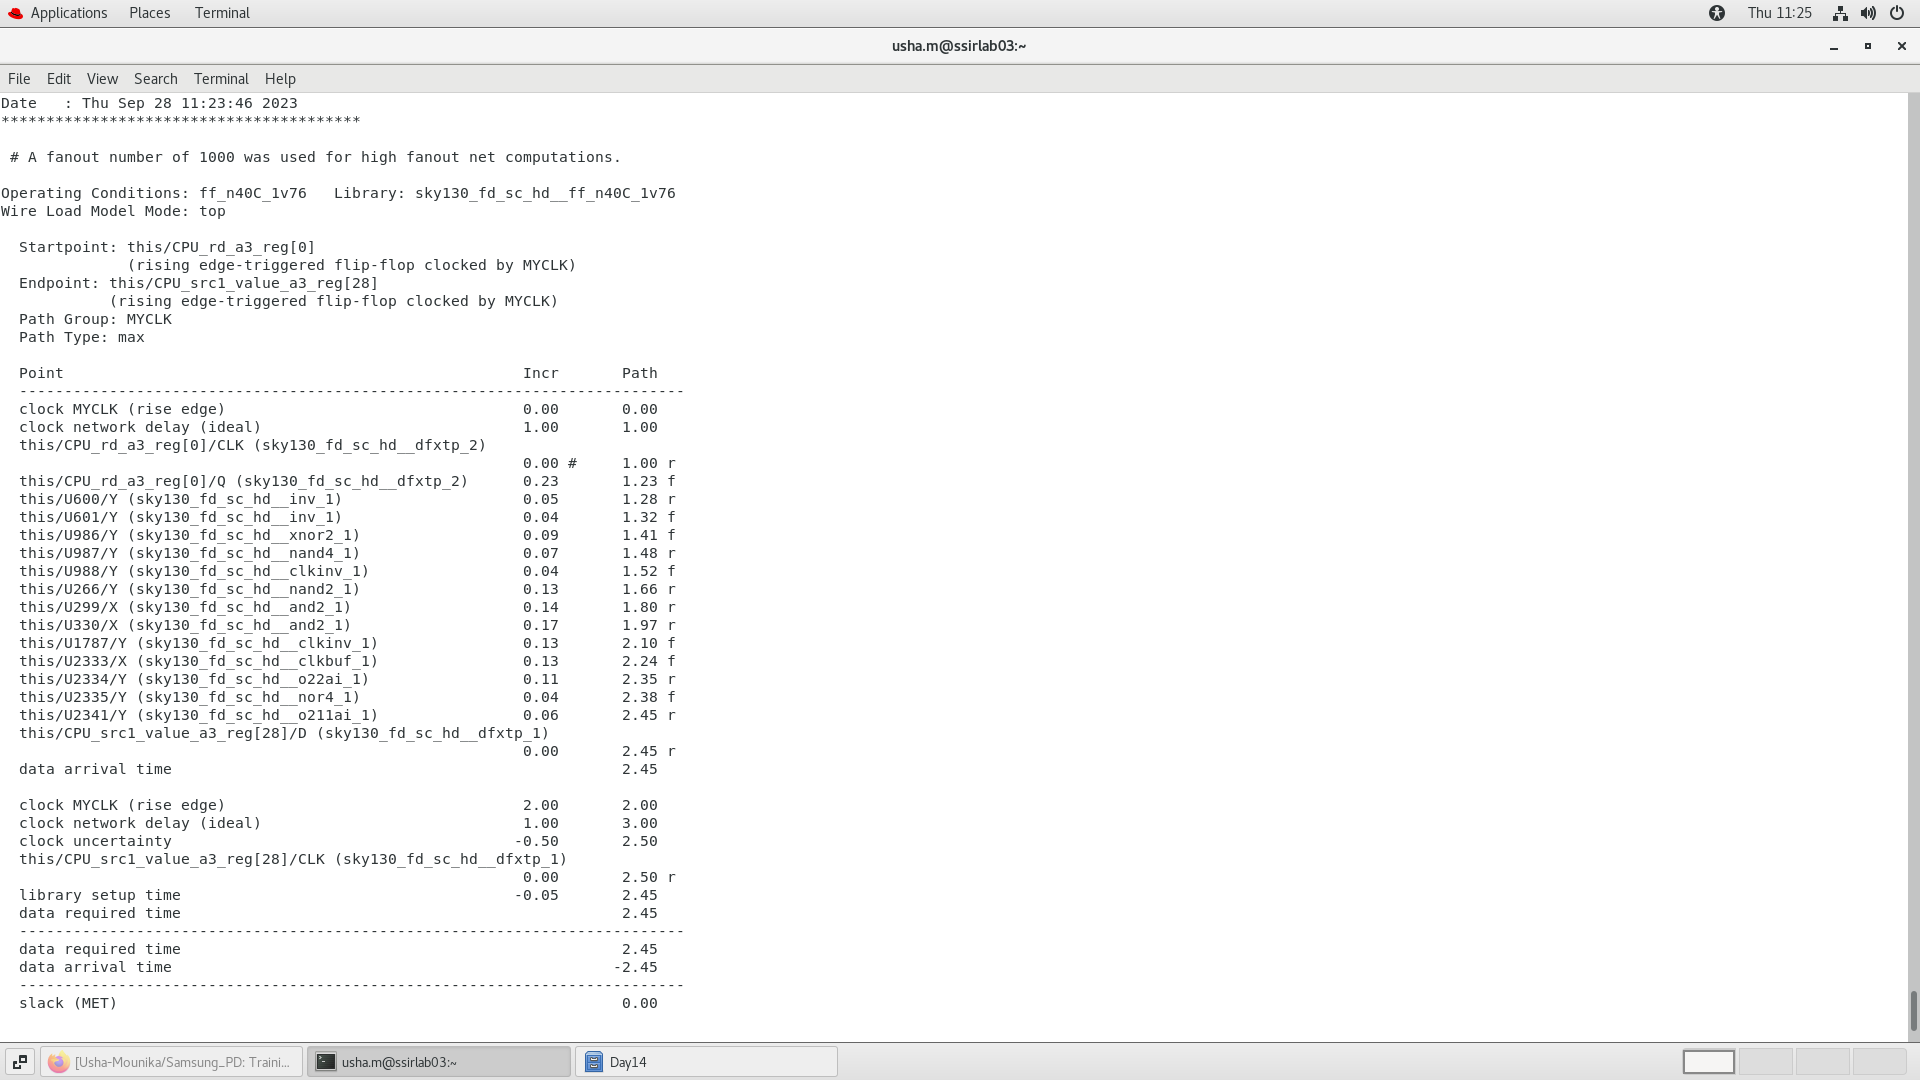 Applications Places Terminal Thu 11:25
usha.m@ssirlab03:~
File Edit View Search Terminal Help
Date   : Thu Sep 28 11:23:46 2023
****************************************
 # A fanout number of 1000 was used for high fanout net computations.
Operating Conditions: ff_n40C_1v76   Library: sky130_fd_sc_hd__ff_n40C_1v76
Wire Load Model Mode: top
  Startpoint: this/CPU_rd_a3_reg[0]
              (rising edge-triggered flip-flop clocked by MYCLK)
  Endpoint: this/CPU_src1_value_a3_reg[28]
            (rising edge-triggered flip-flop clocked by MYCLK)
  Path Group: MYCLK
  Path Type: max
  Point                                                   Incr       Path
  --------------------------------------------------------------------------
  clock MYCLK (rise edge)                                 0.00       0.00
  clock network delay (ideal)                             1.00       1.00
  this/CPU_rd_a3_reg[0]/CLK (sky130_fd_sc_hd__dfxtp_2)
                                                          0.00 #     1.00 r
  this/CPU_rd_a3_reg[0]/Q (sky130_fd_sc_hd__dfxtp_2)      0.23       1.23 f
  this/U600/Y (sky130_fd_sc_hd__inv_1)                    0.05       1.28 r
  this/U601/Y (sky130_fd_sc_hd__inv_1)                    0.04       1.32 f
  this/U986/Y (sky130_fd_sc_hd__xnor2_1)                  0.09       1.41 f
  this/U987/Y (sky130_fd_sc_hd__nand4_1)                  0.07       1.48 r
  this/U988/Y (sky130_fd_sc_hd__clkinv_1)                 0.04       1.52 f
  this/U266/Y (sky130_fd_sc_hd__nand2_1)                  0.13       1.66 r
  this/U299/X (sky130_fd_sc_hd__and2_1)                   0.14       1.80 r
  this/U330/X (sky130_fd_sc_hd__and2_1)                   0.17       1.97 r
  this/U1787/Y (sky130_fd_sc_hd__clkinv_1)                0.13       2.10 f
  this/U2333/X (sky130_fd_sc_hd__clkbuf_1)                0.13       2.24 f
  this/U2334/Y (sky130_fd_sc_hd__o22ai_1)                 0.11       2.35 r
  this/U2335/Y (sky130_fd_sc_hd__nor4_1)                  0.04       2.38 f
  this/U2341/Y (sky130_fd_sc_hd__o211ai_1)                0.06       2.45 r
  this/CPU_src1_value_a3_reg[28]/D (sky130_fd_sc_hd__dfxtp_1)
                                                          0.00       2.45 r
  data arrival time                                                  2.45
  clock MYCLK (rise edge)                                 2.00       2.00
  clock network delay (ideal)                             1.00       3.00
  clock uncertainty                                      -0.50       2.50
  this/CPU_src1_value_a3_reg[28]/CLK (sky130_fd_sc_hd__dfxtp_1)
                                                          0.00       2.50 r
  library setup time                                     -0.05       2.45
  data required time                                                 2.45
  --------------------------------------------------------------------------
  data required time                                                 2.45
  data arrival time                                                 -2.45
  --------------------------------------------------------------------------
  slack (MET)                                                        0.00
[Usha-Mounika/Samsung_PD: Traini... usha.m@ssirlab03:~ Day14